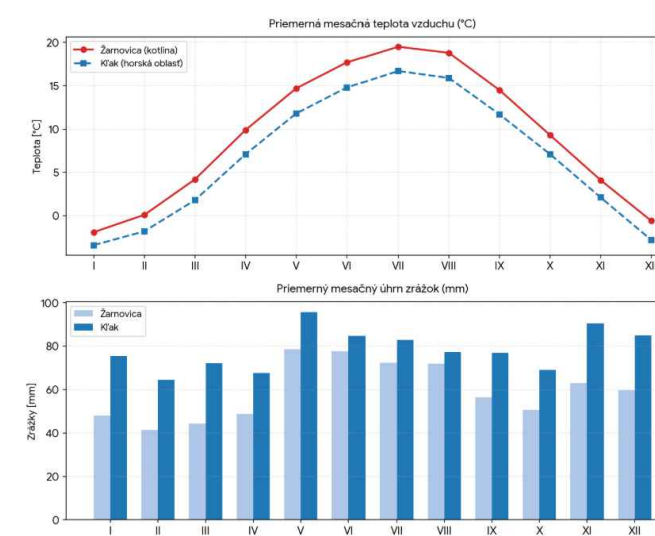 Priemerná mesačná teplota vzduchu (°C)
20
15
10
5
0
Teplota [°C]
Žarnovica (kotlina)
Kľak (horská oblasť)
I II III IV V VI VII VIII IX X XI XI
Priemerný mesačný úhrn zrážok (mm)
100
80
60
40
20
0
Zrážky [mm]
Žarnovica
Kľak
I II III IV V VI VII VIII IX X XI XII